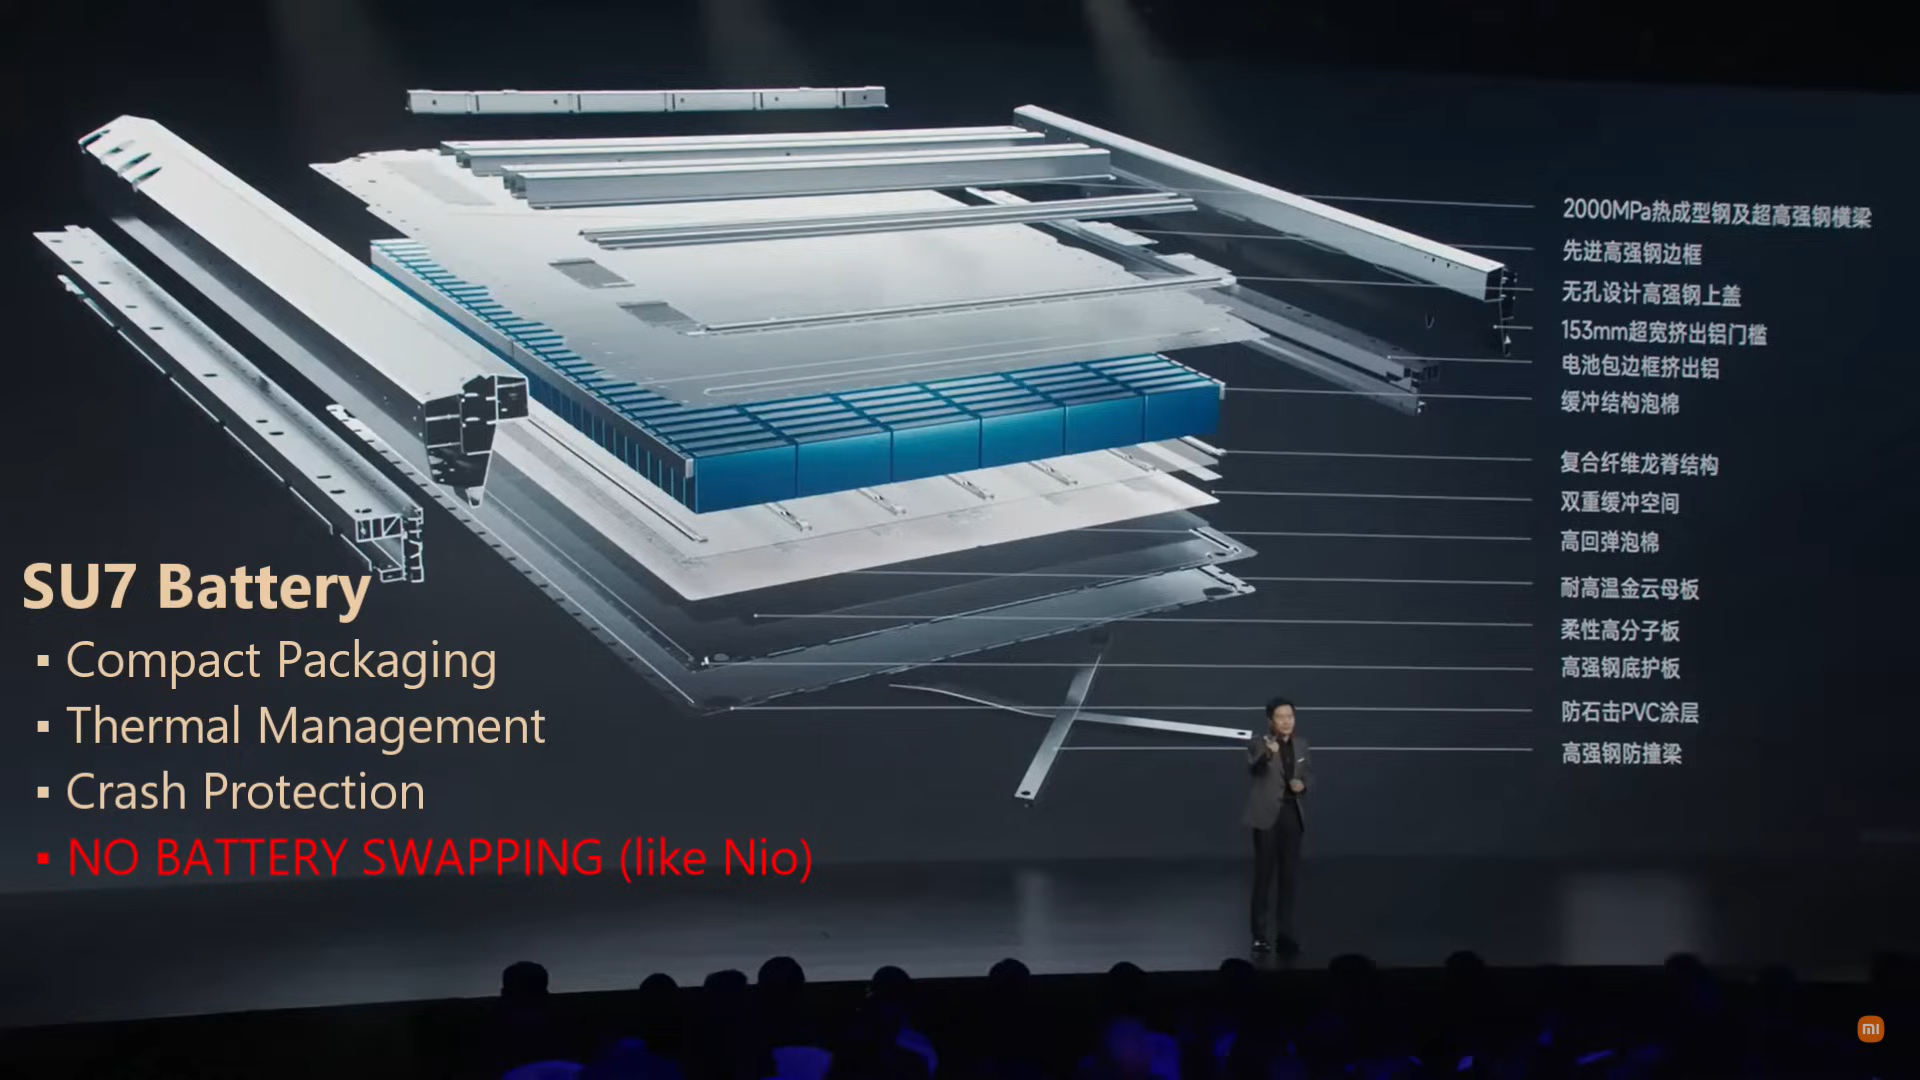 2000MPa热成型钢及超高强钢横梁
先进高强钢边框
无孔设计高强钢上盖
153mm超宽挤出铝门槛
电池包边框挤出铝
缓冲结构泡棉
复合纤维龙脊结构
双重缓冲空间
高回弹泡棉
耐高温金云母板
柔性高分子板
高强钢底护板
防石击PVC涂层
高强钢防撞梁
SU7 Battery
▪ Compact Packaging
▪ Thermal Management
▪ Crash Protection
▪ NO BATTERY SWAPPING (like Nio)
mi